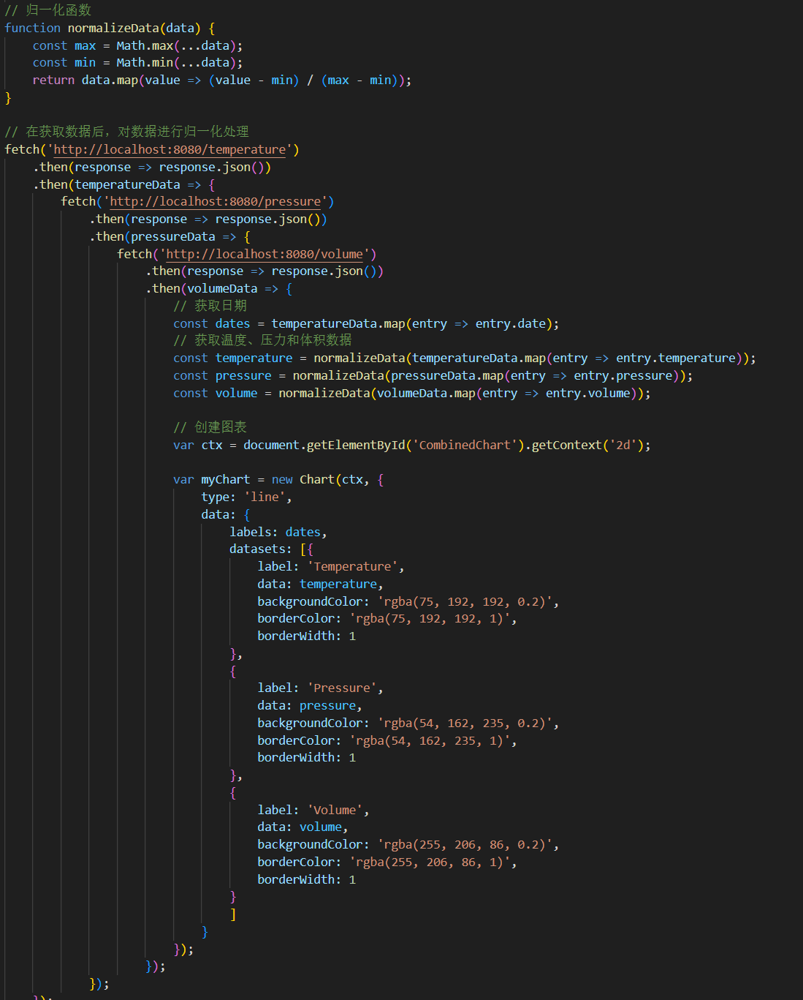 // 归一化函数
function normalizeData(data) {
    const max = Math.max(...data);
    const min = Math.min(...data);
    return data.map(value => (value - min) / (max - min));
}
// 在获取数据后，对数据进行归一化处理
fetch('http://localhost:8080/temperature')
    .then(response => response.json())
    .then(temperatureData => {
        fetch('http://localhost:8080/pressure')
            .then(response => response.json())
            .then(pressureData => {
                fetch('http://localhost:8080/volume')
                    .then(response => response.json())
                    .then(volumeData => {
                        // 获取日期
                        const dates = temperatureData.map(entry => entry.date);
                        // 获取温度、压力和体积数据
                        const temperature = normalizeData(temperatureData.map(entry => entry.temperature));
                        const pressure = normalizeData(pressureData.map(entry => entry.pressure));
                        const volume = normalizeData(volumeData.map(entry => entry.volume));
                        // 创建图表
                        var ctx = document.getElementById('CombinedChart').getContext('2d');
                        var myChart = new Chart(ctx, {
                            type: 'line',
                            data: {
                                labels: dates,
                                datasets: [{
                                    label: 'Temperature',
                                    data: temperature,
                                    backgroundColor: 'rgba(75, 192, 192, 0.2)',
                                    borderColor: 'rgba(75, 192, 192, 1)',
                                    borderWidth: 1
                                },
                                {
                                    label: 'Pressure',
                                    data: pressure,
                                    backgroundColor: 'rgba(54, 162, 235, 0.2)',
                                    borderColor: 'rgba(54, 162, 235, 1)',
                                    borderWidth: 1
                                },
                                {
                                    label: 'Volume',
                                    data: volume,
                                    backgroundColor: 'rgba(255, 206, 86, 0.2)',
                                    borderColor: 'rgba(255, 206, 86, 1)',
                                    borderWidth: 1
                                }
                                ]
                            }
                        });
                    });
            });
    });